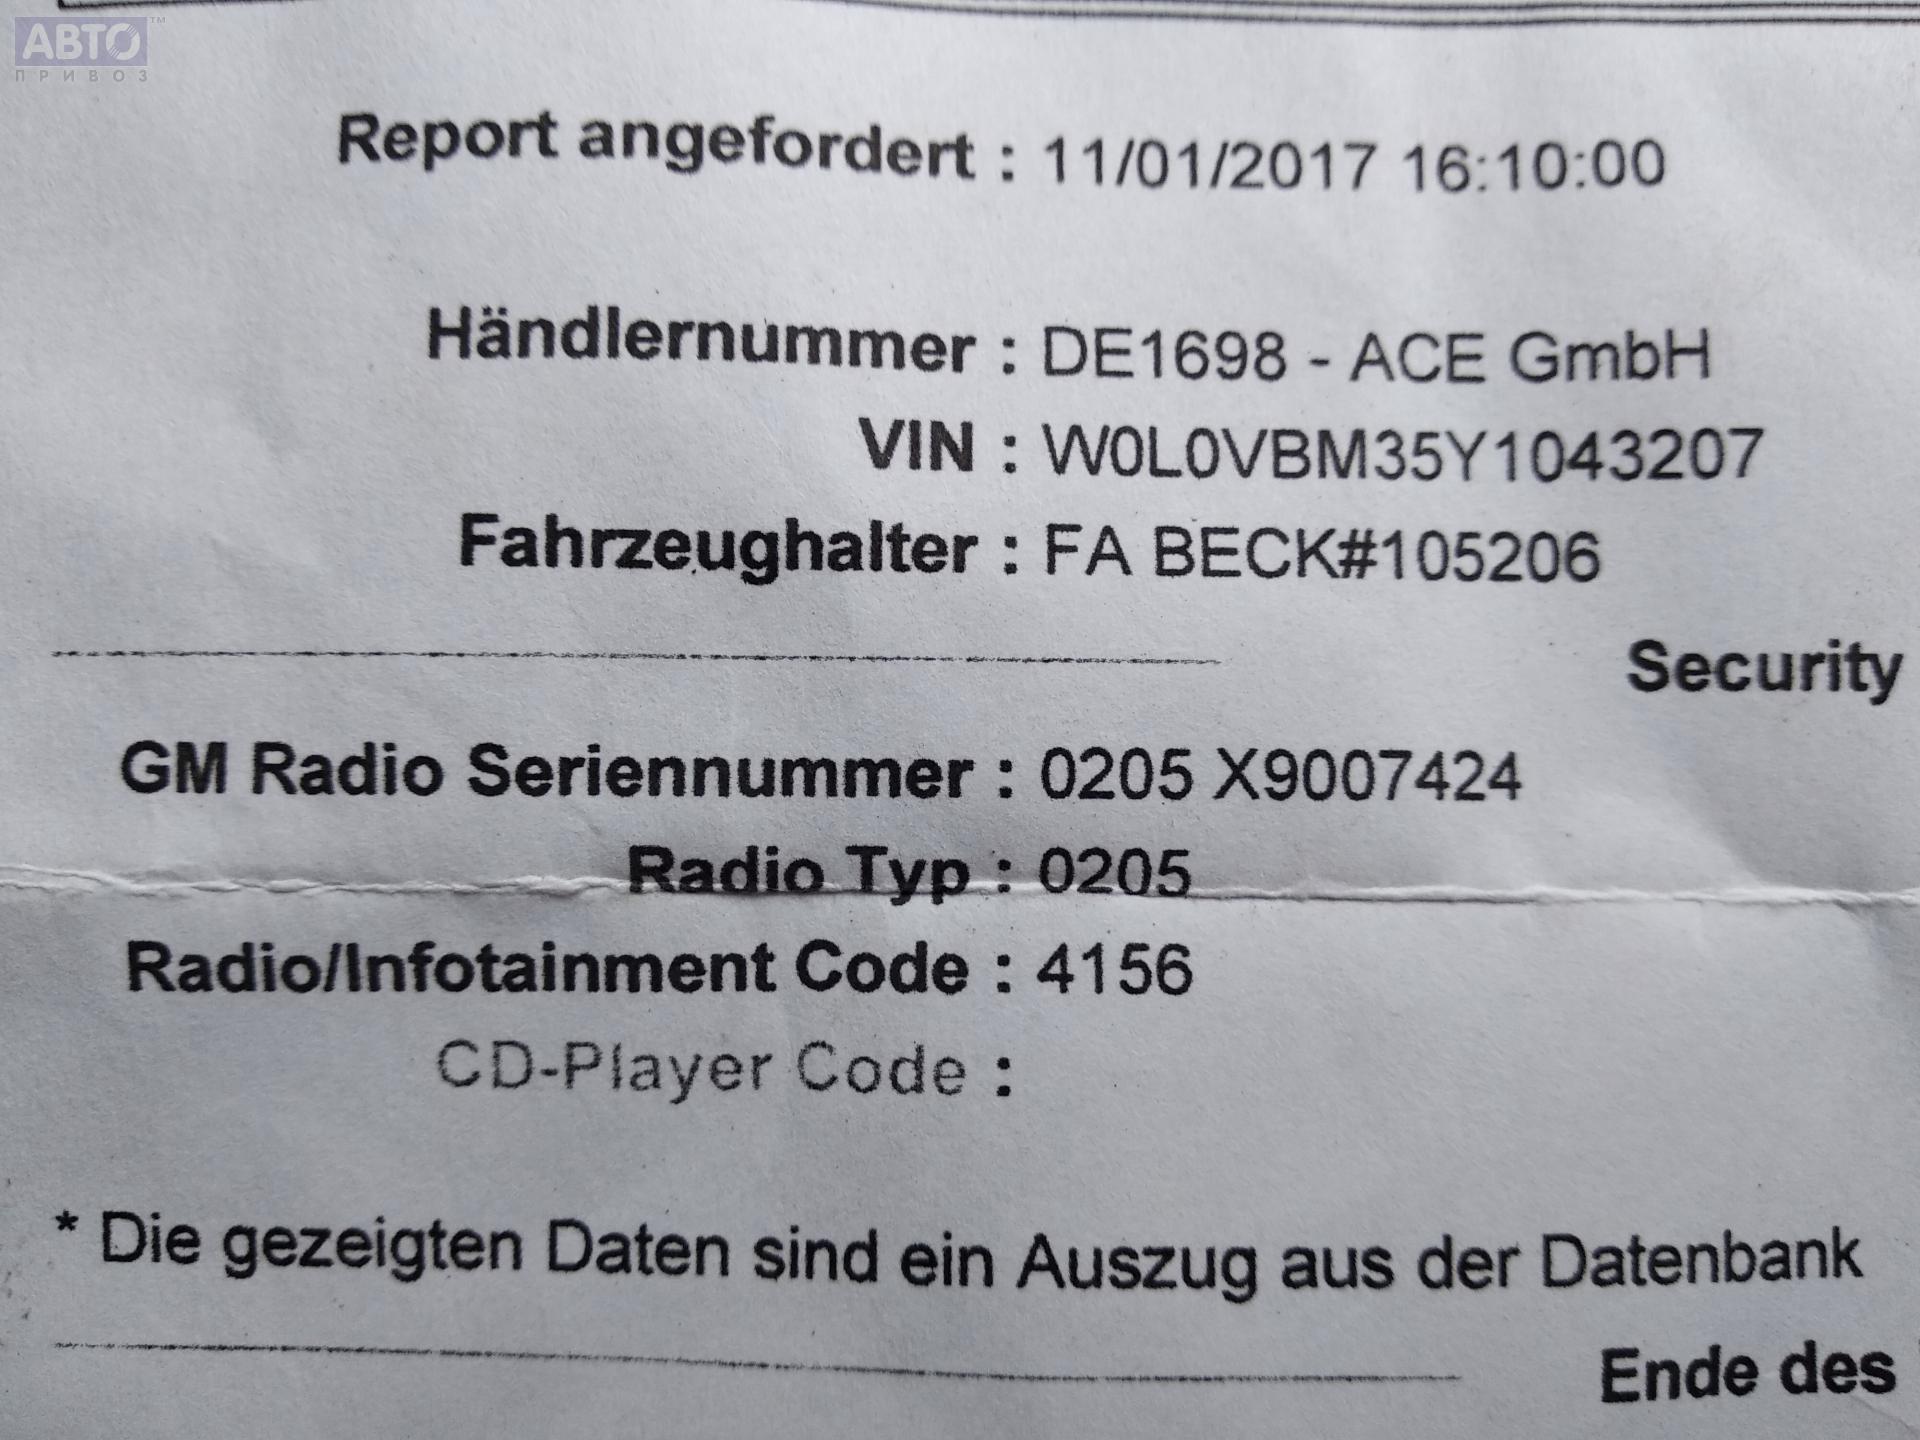 АВТО TM
ПРИВОЗ
Report angefordert : 11/01/2017 16:10:00
Händlernummer : DE1698 - ACE GmbH
VIN : W0L0VBM35Y1043207
Fahrzeughalter : FA BECK#105206
Security
GM Radio Seriennummer : 0205 X9007424
Radio Typ : 0205
Radio/Infotainment Code : 4156
CD-Player Code :
* Die gezeigten Daten sind ein Auszug aus der Datenbank
Ende des